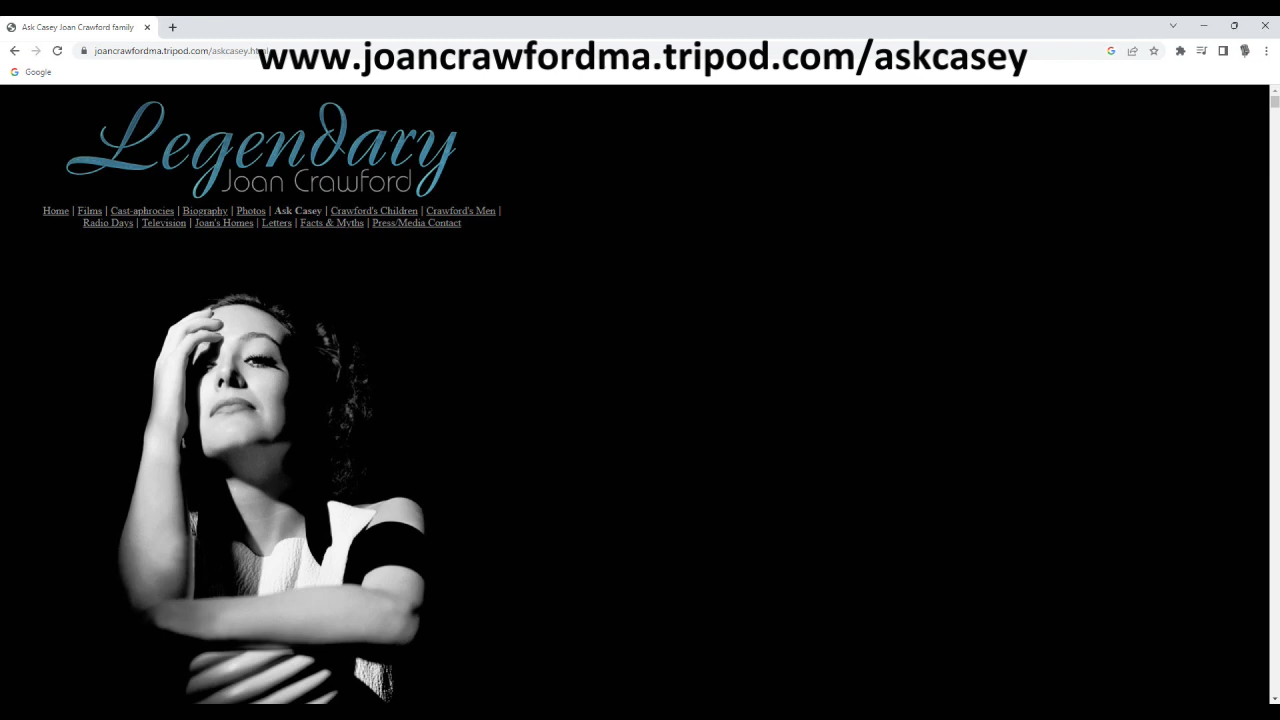 Ask Casey Joan Crawford family
joancrawfordma.tripod.com/askcasey.html
www.joancrawfordma.tripod.com/askcasey
Google
Legendary
Joan Crawford
Home | Films | Cast-aphrocies | Biography | Photos | Ask Casey | Crawford's Children | Crawford's Men |
Radio Days | Television | Joan's Homes | Letters | Facts & Myths | Press/Media Contact